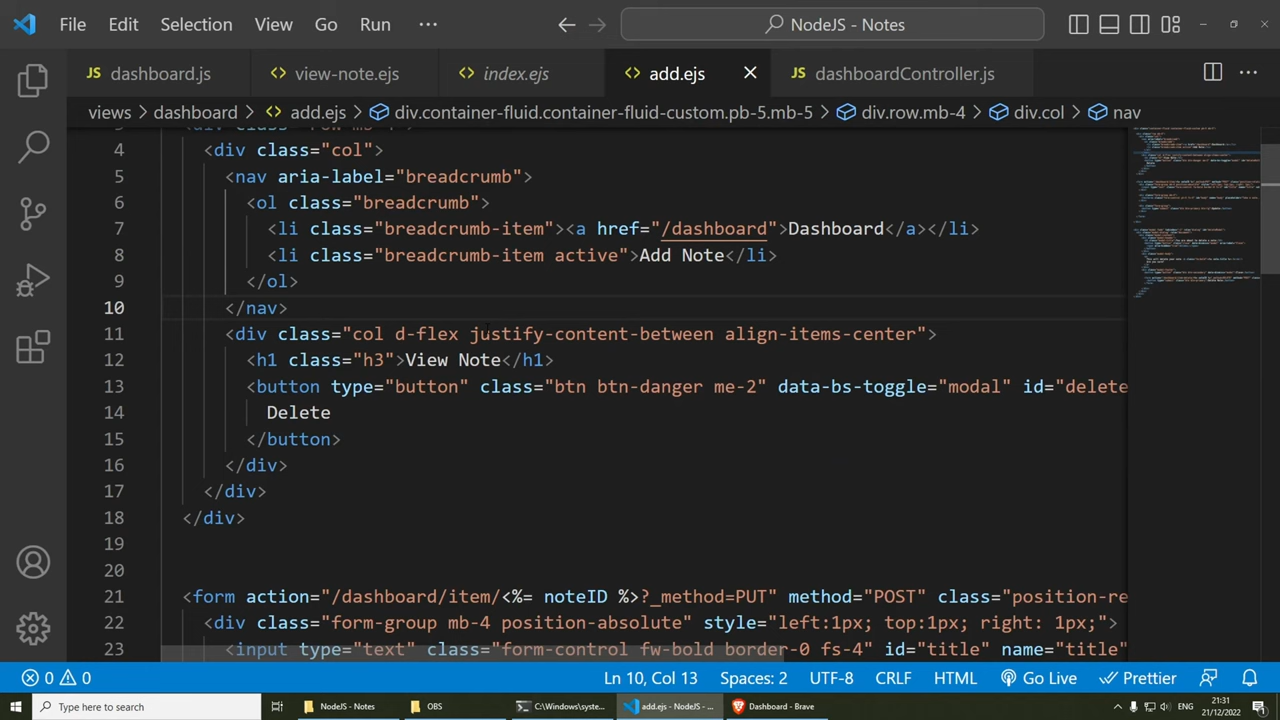 File Edit Selection View Go Run ··· NodeJS - Notes
JS dashboard.js <> view-note.ejs <> index.ejs <> add.ejs JS dashboardController.js
views > dashboard > <> add.ejs > div.container-fluid.container-fluid-custom.pb-5.mb-5 > div.row.mb-4 > div.col > nav
4 <div class="col">
5 <nav aria-label="breadcrumb">
6 <ol class="breadcrumb">
7 <li class="breadcrumb-item"><a href="/dashboard">Dashboard</a></li>
8 <li class="breadcrumb-item active">Add Note</li>
9 </ol>
10 </nav>
11 <div class="col d-flex justify-content-between align-items-center">
12 <h1 class="h3">View Note</h1>
13 <button type="button" class="btn btn-danger me-2" data-bs-toggle="modal" id="delete
14 Delete
15 </button>
16 </div>
17 </div>
18 </div>
19
20
21 <form action="/dashboard/item/<%= noteID %>?_method=PUT" method="POST" class="position-re
22 <div class="form-group mb-4 position-absolute" style="left:1px; top:1px; right: 1px;">
23 <input type="text" class="form-control fw-bold border-0 fs-4" id="title" name="title"
0 0 Ln 10, Col 13 Spaces: 2 UTF-8 CRLF HTML Go Live Prettier
Type here to search NodeJS - Notes OBS C:\Windows\syste... add.ejs - NodeJS - ... Dashboard - Brave ENG 21:31
21/12/2022